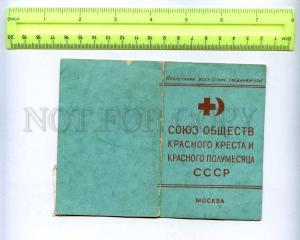 Пролетарии всех стран, соединяйтесь!
СОЮЗ ОБЩЕСТВ
КРАСНОГО КРЕСТА И
КРАСНОГО ПОЛУМЕСЯЦА
СССР
МОСКВА
NOT FOR COPY